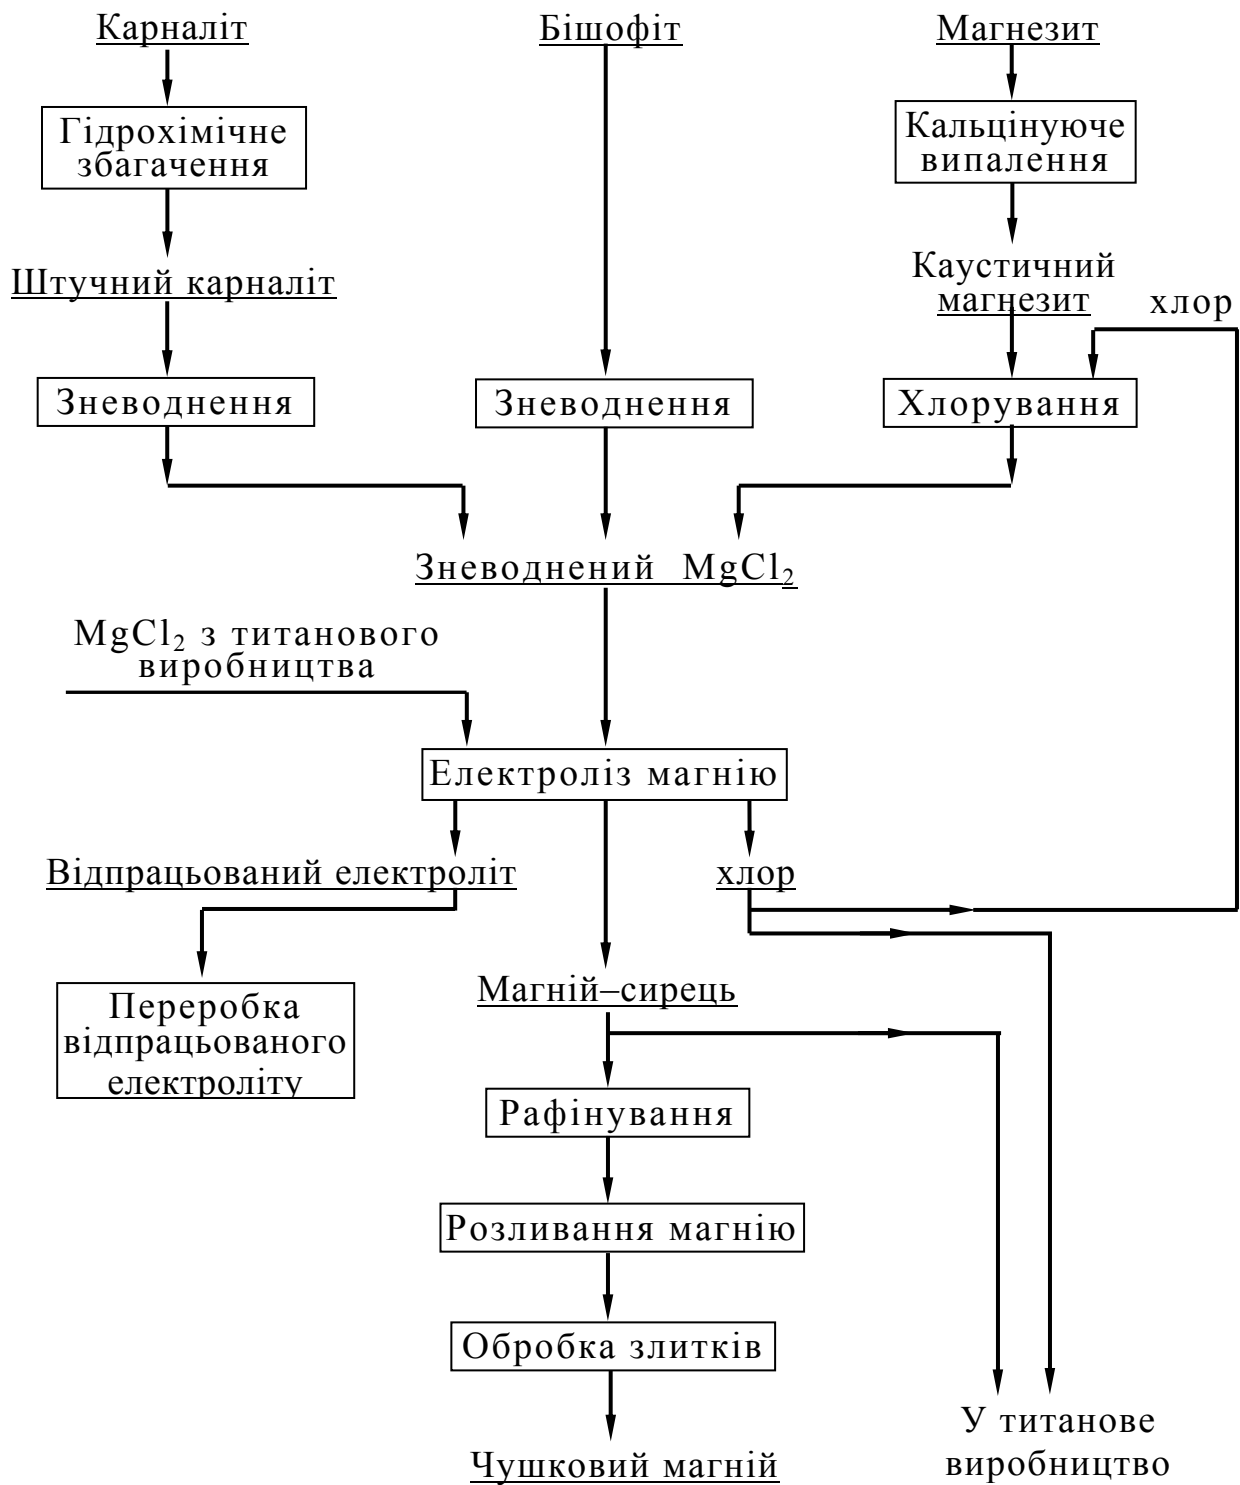 Карналіт
Бішофіт
Магнезит
Гідрохімічне
збагачення
Кальцінуюче
випалення
Штучний карналіт
Каустичний
магнезит
хлор
Зневоднення
Зневоднення
Хлорування
Зневоднений MgCl₂
MgCl₂ з титанового
виробництва
Електроліз магнію
Відпрацьований електроліт
хлор
Магній–сирець
Переробка
відпрацьованого
електроліту
Рафінування
Розливання магнію
Обробка злитків
Чушковий магній
У титанове
виробництво